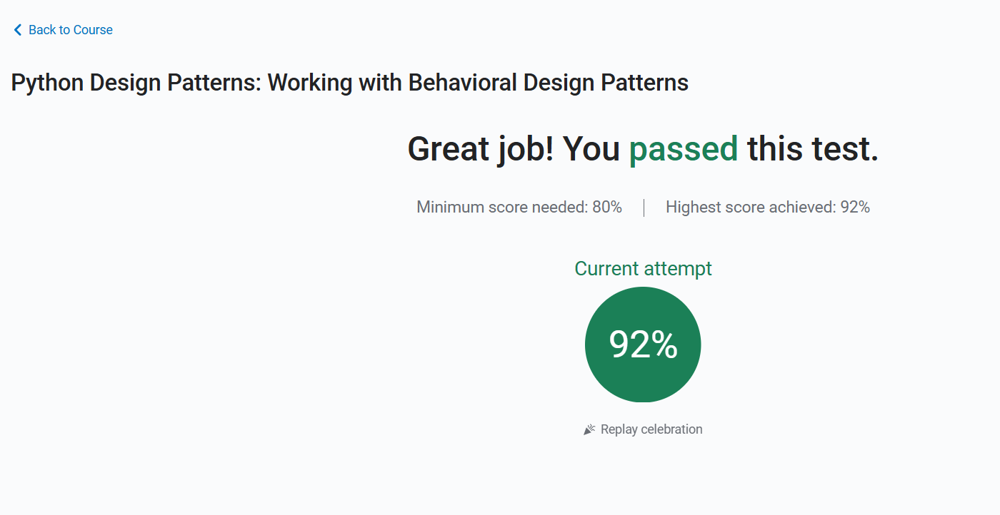 Back to Course
Python Design Patterns: Working with Behavioral Design Patterns
Great job! You passed this test.
Minimum score needed: 80% | Highest score achieved: 92%
Current attempt
92%
Replay celebration